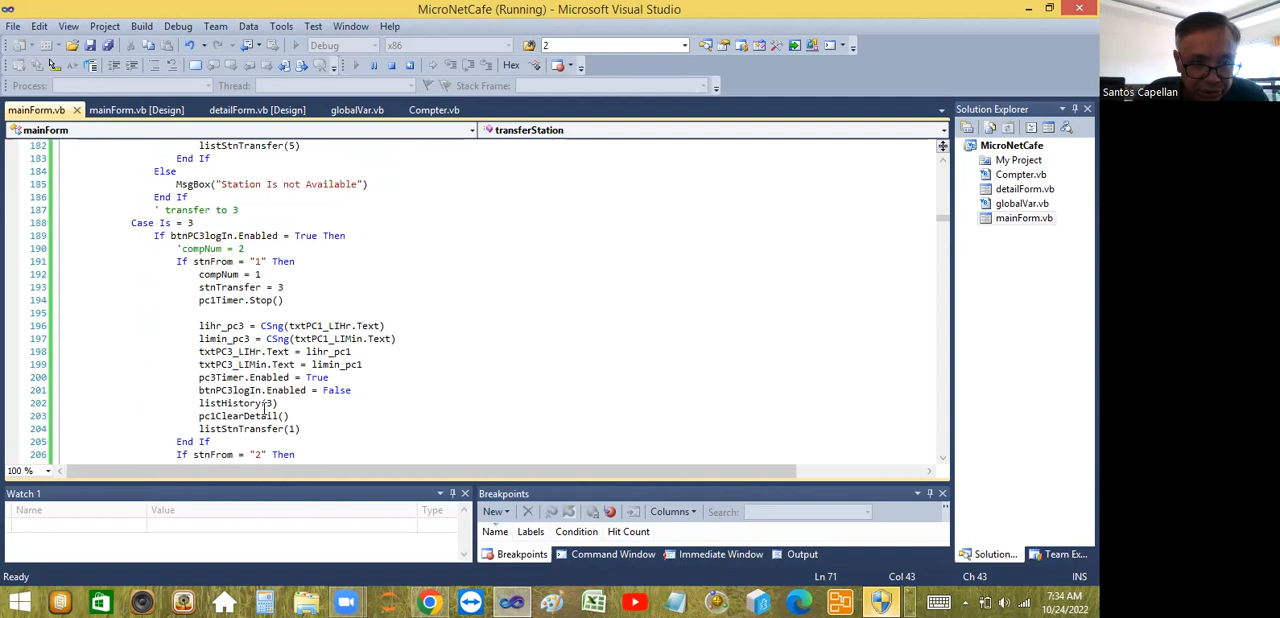 MicroNetCafe (Running) - Microsoft Visual Studio
File Edit View Project Build Debug Team Data Tools Test Window Help
Debug x86 2
Hex
Process: Thread: Stack Frame:
mainForm.vb mainForm.vb [Design] detailForm.vb [Design] globalVar.vb Compter.vb
mainForm transferStation
182 listStnTransfer(5)
183 End If
184 Else
185 MsgBox("Station Is not Available")
186 End If
187 ' transfer to 3
188 Case Is = 3
189 If btnPC3logIn.Enabled = True Then
190 'compNum = 2
191 If stnFrom = "1" Then
192 compNum = 1
193 stnTransfer = 3
194 pc1Timer.Stop()
195
196 lihr_pc3 = CSng(txtPC1_LIHr.Text)
197 limin_pc3 = CSng(txtPC1_LIMin.Text)
198 txtPC3_LIHr.Text = lihr_pc1
199 txtPC3_LIMin.Text = limin_pc1
200 pc3Timer.Enabled = True
201 btnPC3logIn.Enabled = False
202 listHistory(3)
203 pc1ClearDetail()
204 listStnTransfer(1)
205 End If
206 If stnFrom = "2" Then
100 %
Solution Explorer
MicroNetCafe
My Project
Compter.vb
detailForm.vb
globalVar.vb
mainForm.vb
Solution... Team Ex...
Santos Capellan
Watch 1
Name Value Type
Breakpoints
New Columns Search:
Name Labels Condition Hit Count
Breakpoints Command Window Immediate Window Output
Ready Ln 71 Col 43 Ch 43 INS
7:34 AM
10/24/2022